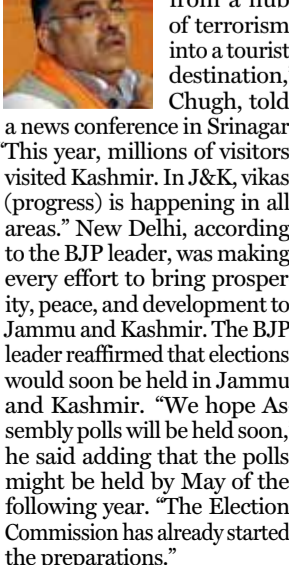 from a hub
of terrorism
into a tourist
destination,’
Chugh, told
a news conference in Srinagar
‘This year, millions of visitors
visited Kashmir. In J&K, vikas
(progress) is happening in all
areas.” New Delhi, according
to the BJP leader, was making
every effort to bring prosper
ity, peace, and development to
Jammu and Kashmir. The BJP
leader reaffirmed that elections
would soon be held in Jammu
and Kashmir. “We hope As
sembly polls will be held soon,
he said adding that the polls
might be held by May of the
following year. “The Election
Commission has already started
the preparations.”